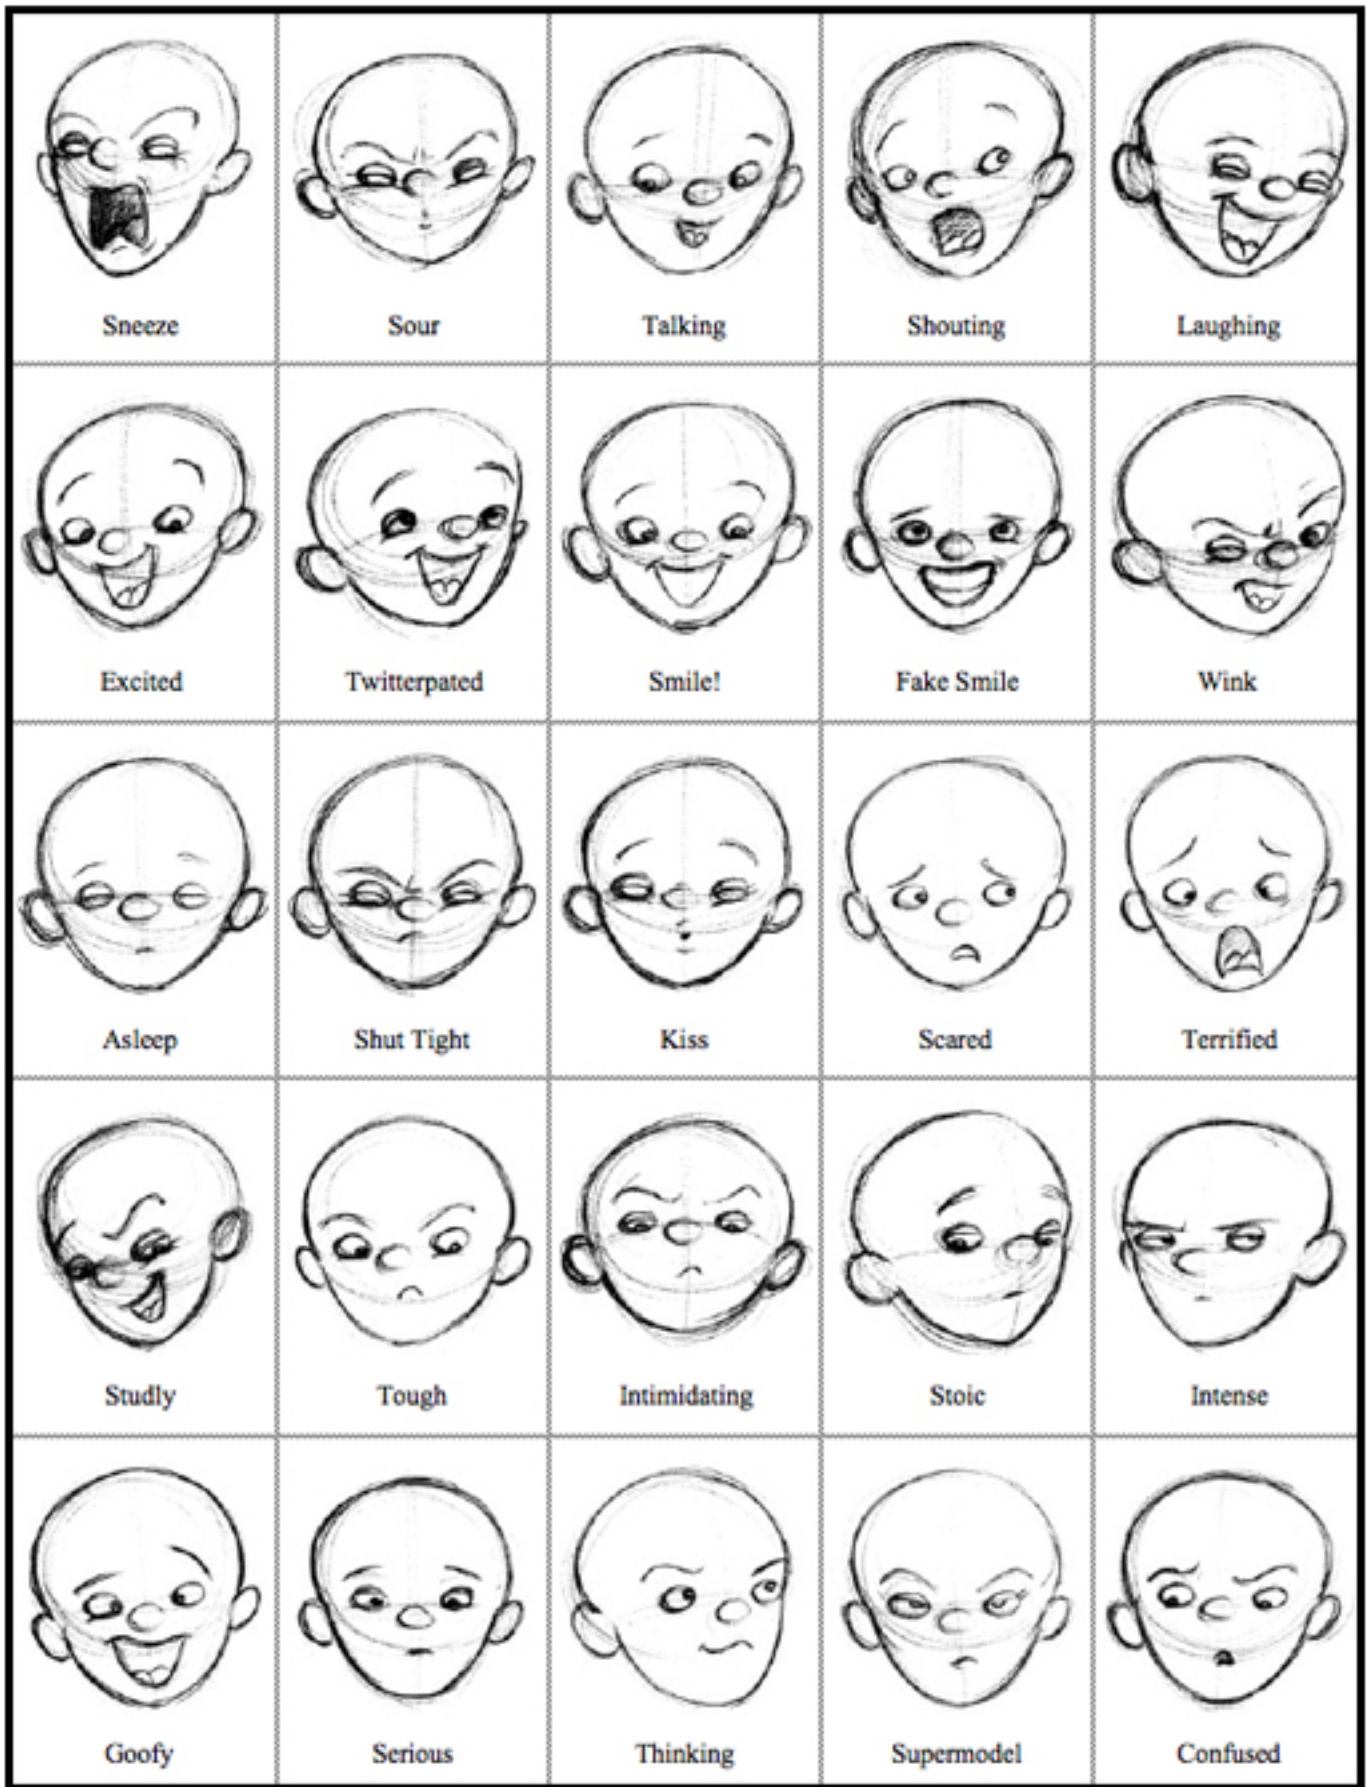 Sneeze Sour Talking Shouting Laughing
Excited Twitterpated Smile! Fake Smile Wink
Asleep Shut Tight Kiss Scared Terrified
Studly Tough Intimidating Stoic Intense
Goofy Serious Thinking Supermodel Confused